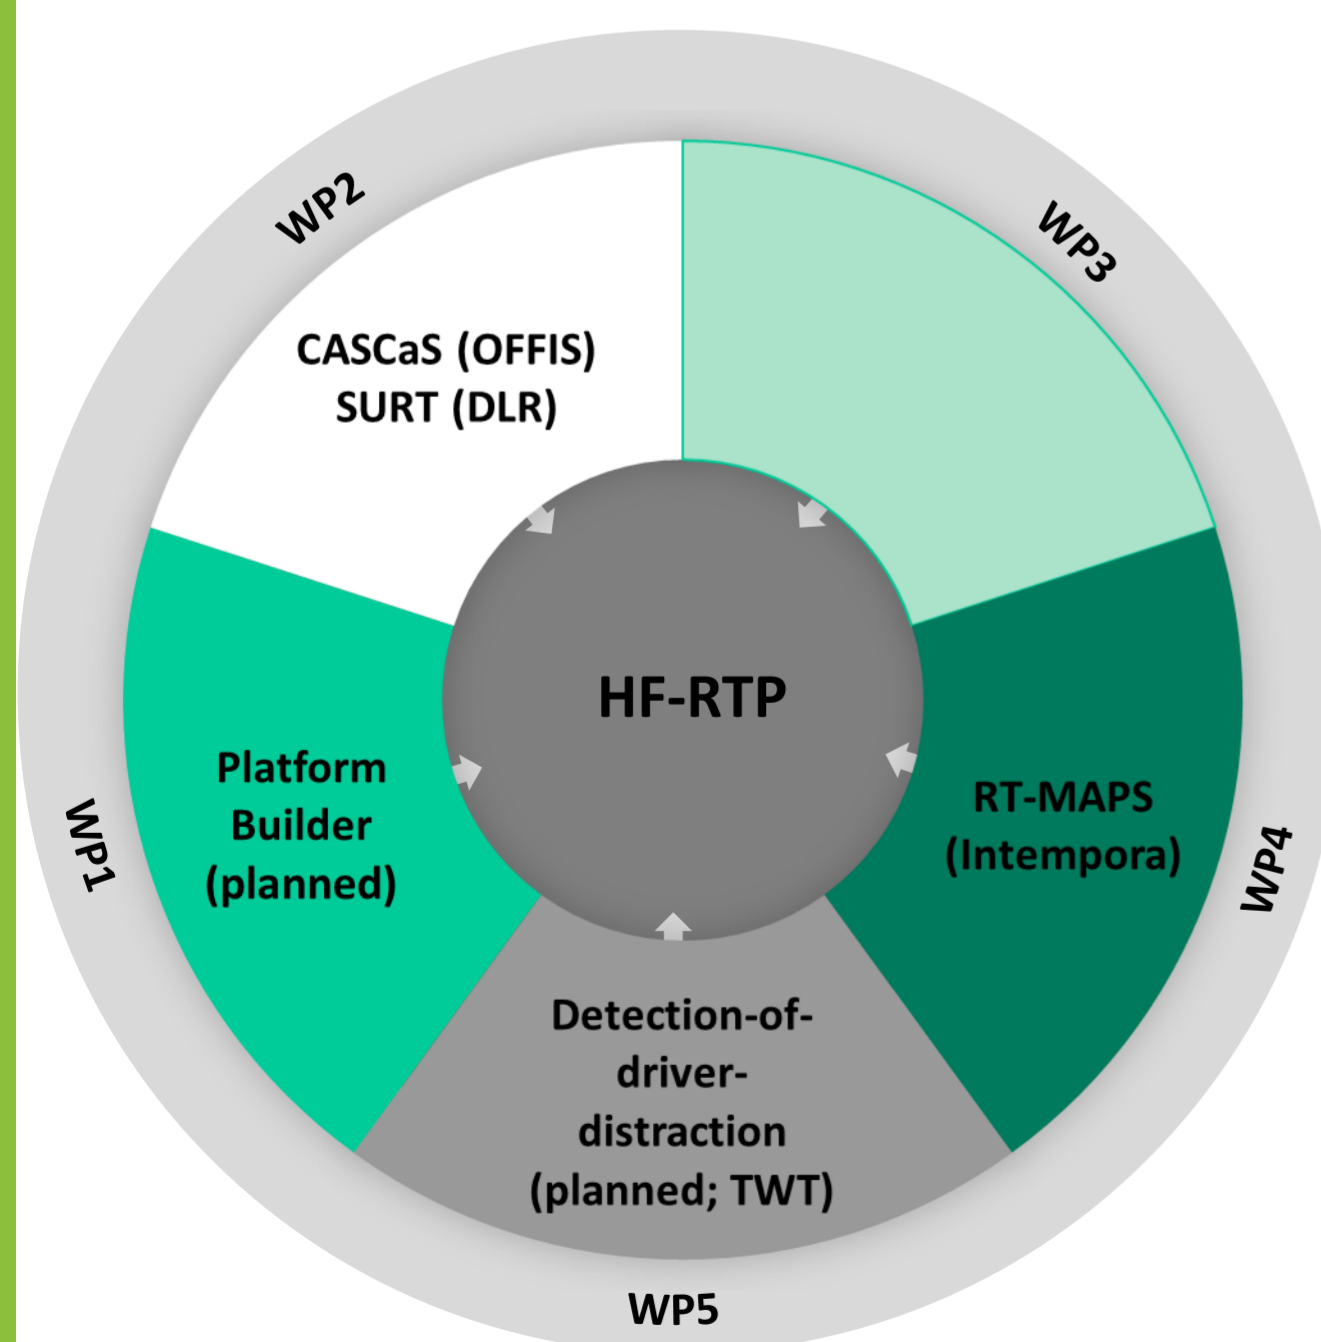 WP2
WP3
CASCaS (OFFIS)
SURT (DLR)
HF-RTP
Platform
Builder
(planned)
RT-MAPS
(Intempora)
WP1
WP4
Detection-of-
driver-
distraction
(planned; TWT)
WP5